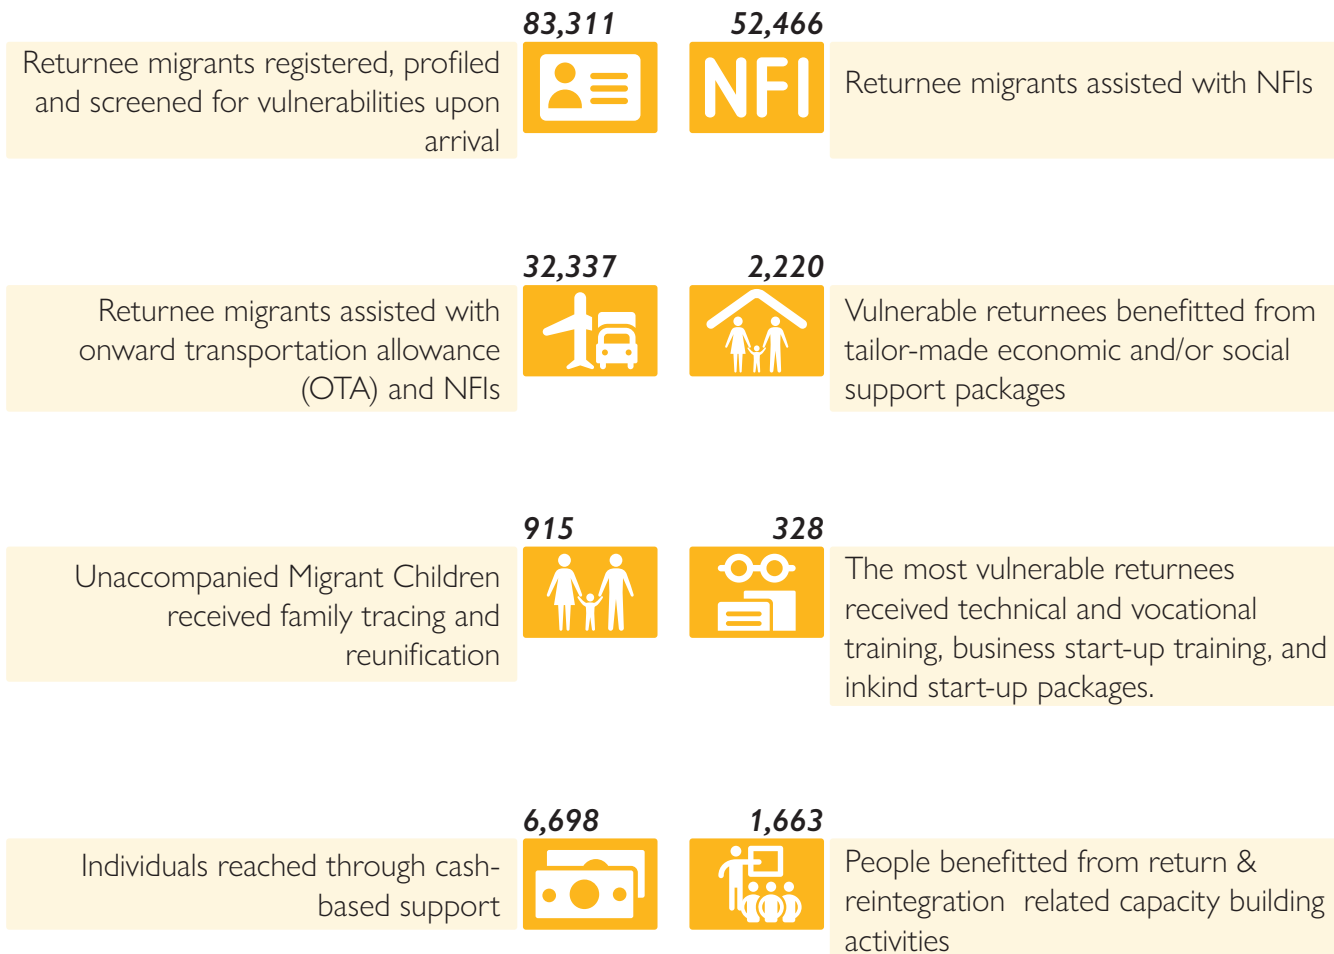 83,311
Returnee migrants registered, profiled
and screened for vulnerabilities upon
arrival
52,466
NFI
Returnee migrants assisted with NFIs
32,337
Returnee migrants assisted with
onward transportation allowance
(OTA) and NFIs
2,220
Vulnerable returnees benefitted from
tailor-made economic and/or social
support packages
915
Unaccompanied Migrant Children
received family tracing and
reunification
328
The most vulnerable returnees
received technical and vocational
training, business start-up training, and
inkind start-up packages.
6,698
Individuals reached through cash-
based support
1,663
People benefitted from return &
reintegration  related capacity building
activities